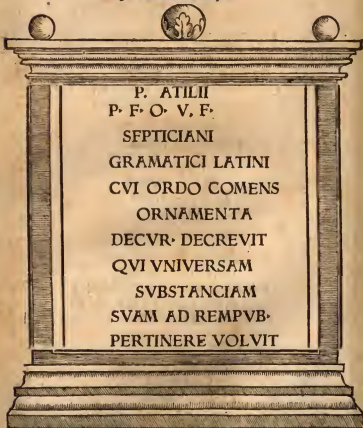 P. ATILII
P· F· O· V. F·
SEPTICIANI
GRAMATICI LATINI
CVI ORDO COMENS
ORNAMENTA
DECVR· DECREVIT
QVI VNIVERSAM
SVBSTANCIAM
SVAM AD REMPVB·
PERTINERE VOLVIT